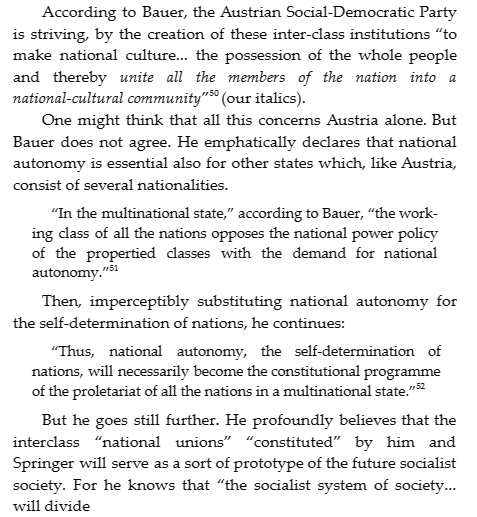 According to Bauer, the Austrian Social-Democratic Party
is striving, by the creation of these inter-class institutions “to
make national culture... the possession of the whole people
and thereby unite all the members of the nation into a
national-cultural community”⁵⁰ (our italics).
One might think that all this concerns Austria alone. But
Bauer does not agree. He emphatically declares that national
autonomy is essential also for other states which, like Austria,
consist of several nationalities.
“In the multinational state,” according to Bauer, “the work-
ing class of all the nations opposes the national power policy
of the propertied classes with the demand for national
autonomy.”⁵¹
Then, imperceptibly substituting national autonomy for
the self-determination of nations, he continues:
“Thus, national autonomy, the self-determination of
nations, will necessarily become the constitutional programme
of the proletariat of all the nations in a multinational state.”⁵²
But he goes still further. He profoundly believes that the
interclass “national unions” “constituted” by him and
Springer will serve as a sort of prototype of the future socialist
society. For he knows that “the socialist system of society...
will divide